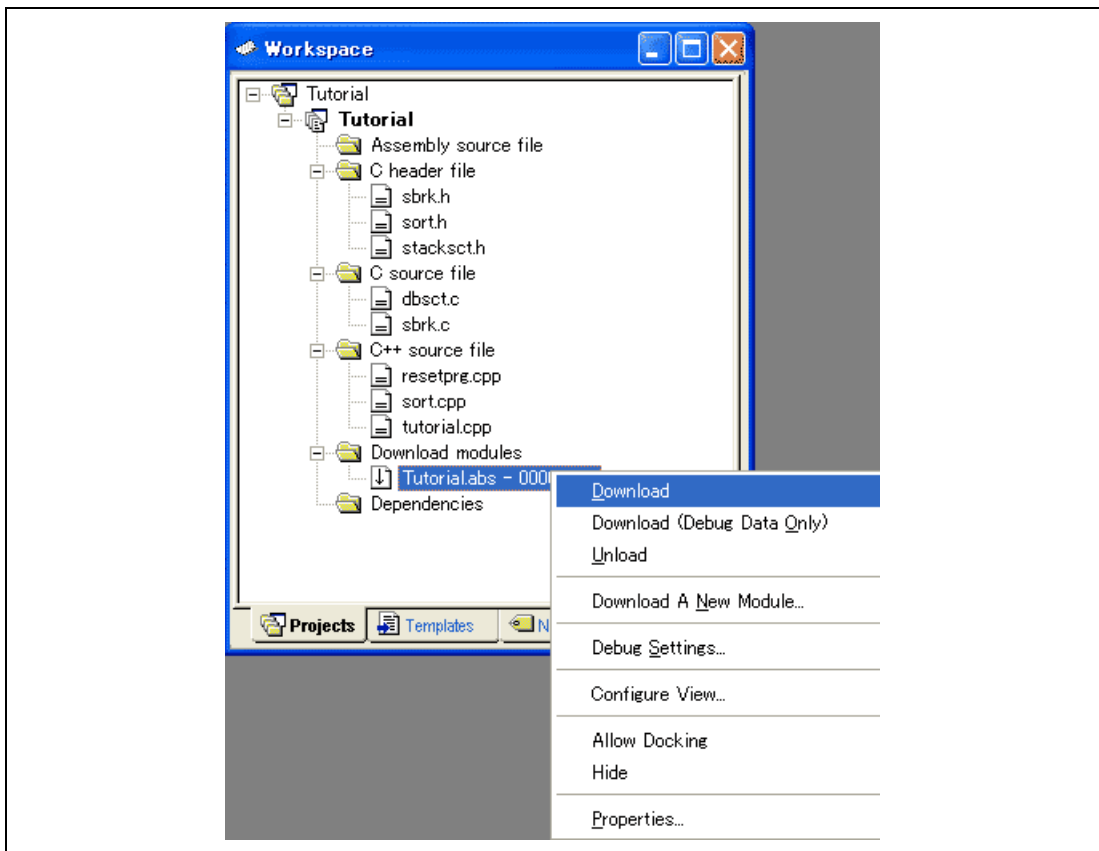 Workspace
Tutorial
Tutorial
Assembly source file
C header file
sbrk.h
sort.h
stacksct.h
C source file
dbsct.c
sbrk.c
C++ source file
resetprg.cpp
sort.cpp
tutorial.cpp
Download modules
Tutorial.abs - 000
Dependencies
Download
Download (Debug Data Only)
Unload
Download A New Module...
Debug Settings...
Configure View...
Allow Docking
Hide
Properties...
Projects Templates N